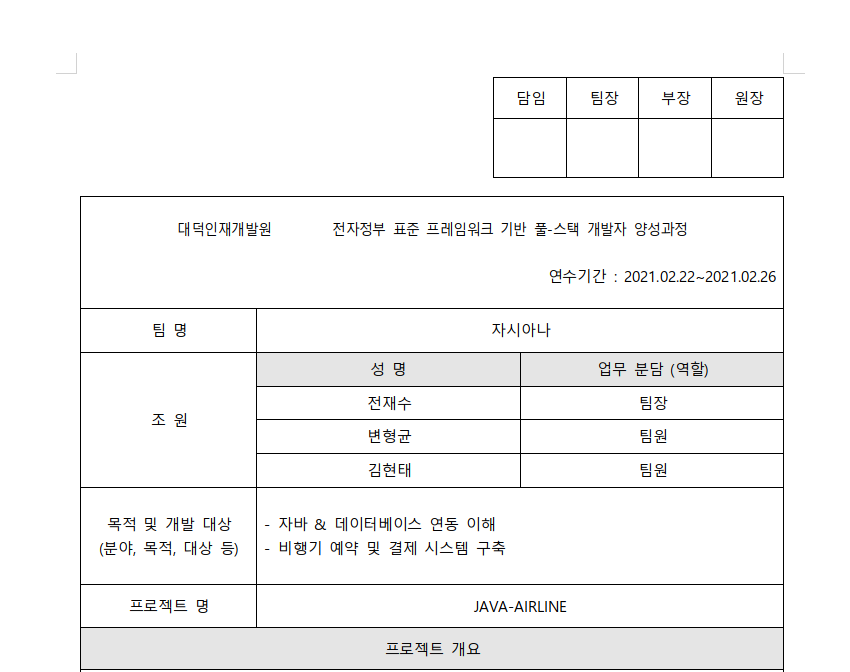 담임 팀장 부장 원장
대덕인재개발원 전자정부 표준 프레임워크 기반 풀-스택 개발자 양성과정
연수기간 : 2021.02.22~2021.02.26
팀 명 자시아나
조 원
성 명 업무 분담 (역할)
전재수 팀장
변형균 팀원
김현태 팀원
목적 및 개발 대상
(분야, 목적, 대상 등)
- 자바 & 데이터베이스 연동 이해
- 비행기 예약 및 결제 시스템 구축
프로젝트 명 JAVA-AIRLINE
프로젝트 개요